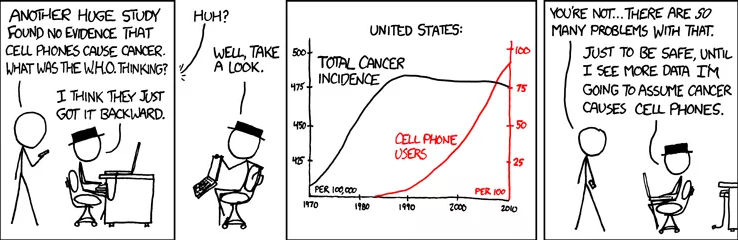 ANOTHER HUGE STUDY
FOUND NO EVIDENCE THAT
CELL PHONES CAUSE CANCER.
WHAT WAS THE W.H.O. THINKING?
I THINK THEY JUST
GOT IT BACKWARD.
HUH?
WELL, TAKE
A LOOK.
UNITED STATES:
500
475
450
425
TOTAL CANCER
INCIDENCE
CELL PHONE
USERS
100
75
50
25
PER 100,000
PER 100
1970
1980
1990
2000
2010
YOU'RE NOT... THERE ARE SO
MANY PROBLEMS WITH THAT.
JUST TO BE SAFE, UNTIL
I SEE MORE DATA I'M
GOING TO ASSUME CANCER
CAUSES CELL PHONES.